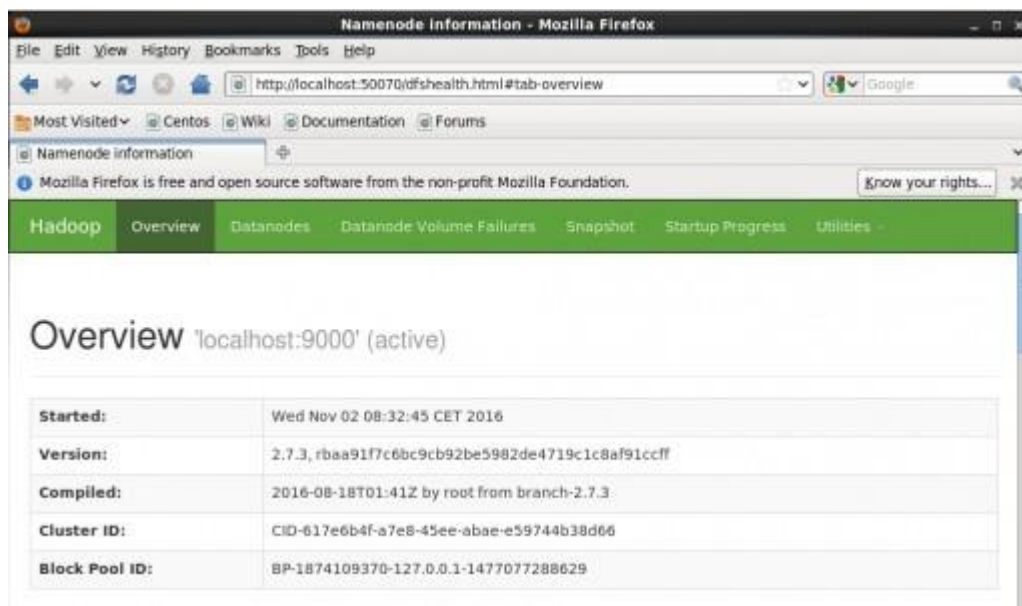 Namenode information - Mozilla Firefox
File Edit View History Bookmarks Tools Help
http://localhost:50070/dfshealth.html#tab-overview
Google
Most Visited Centos Wiki Documentation Forums
Namenode information
Mozilla Firefox is free and open source software from the non-profit Mozilla Foundation. Know your rights...
Hadoop Overview Datanodes Datanode Volume Failures Snapshot Startup Progress Utilities
Overview 'localhost:9000' (active)
Started: Wed Nov 02 08:32:45 CET 2016
Version: 2.7.3, rbaa91f7c6bc9cb92be5982de4719c1c8af91ccff
Compiled: 2016-08-18T01:41Z by root from branch-2.7.3
Cluster ID: CID-617e6b4f-a7e8-45ee-abae-e59744b38d66
Block Pool ID: BP-1874109370-127.0.0.1-1477077288629